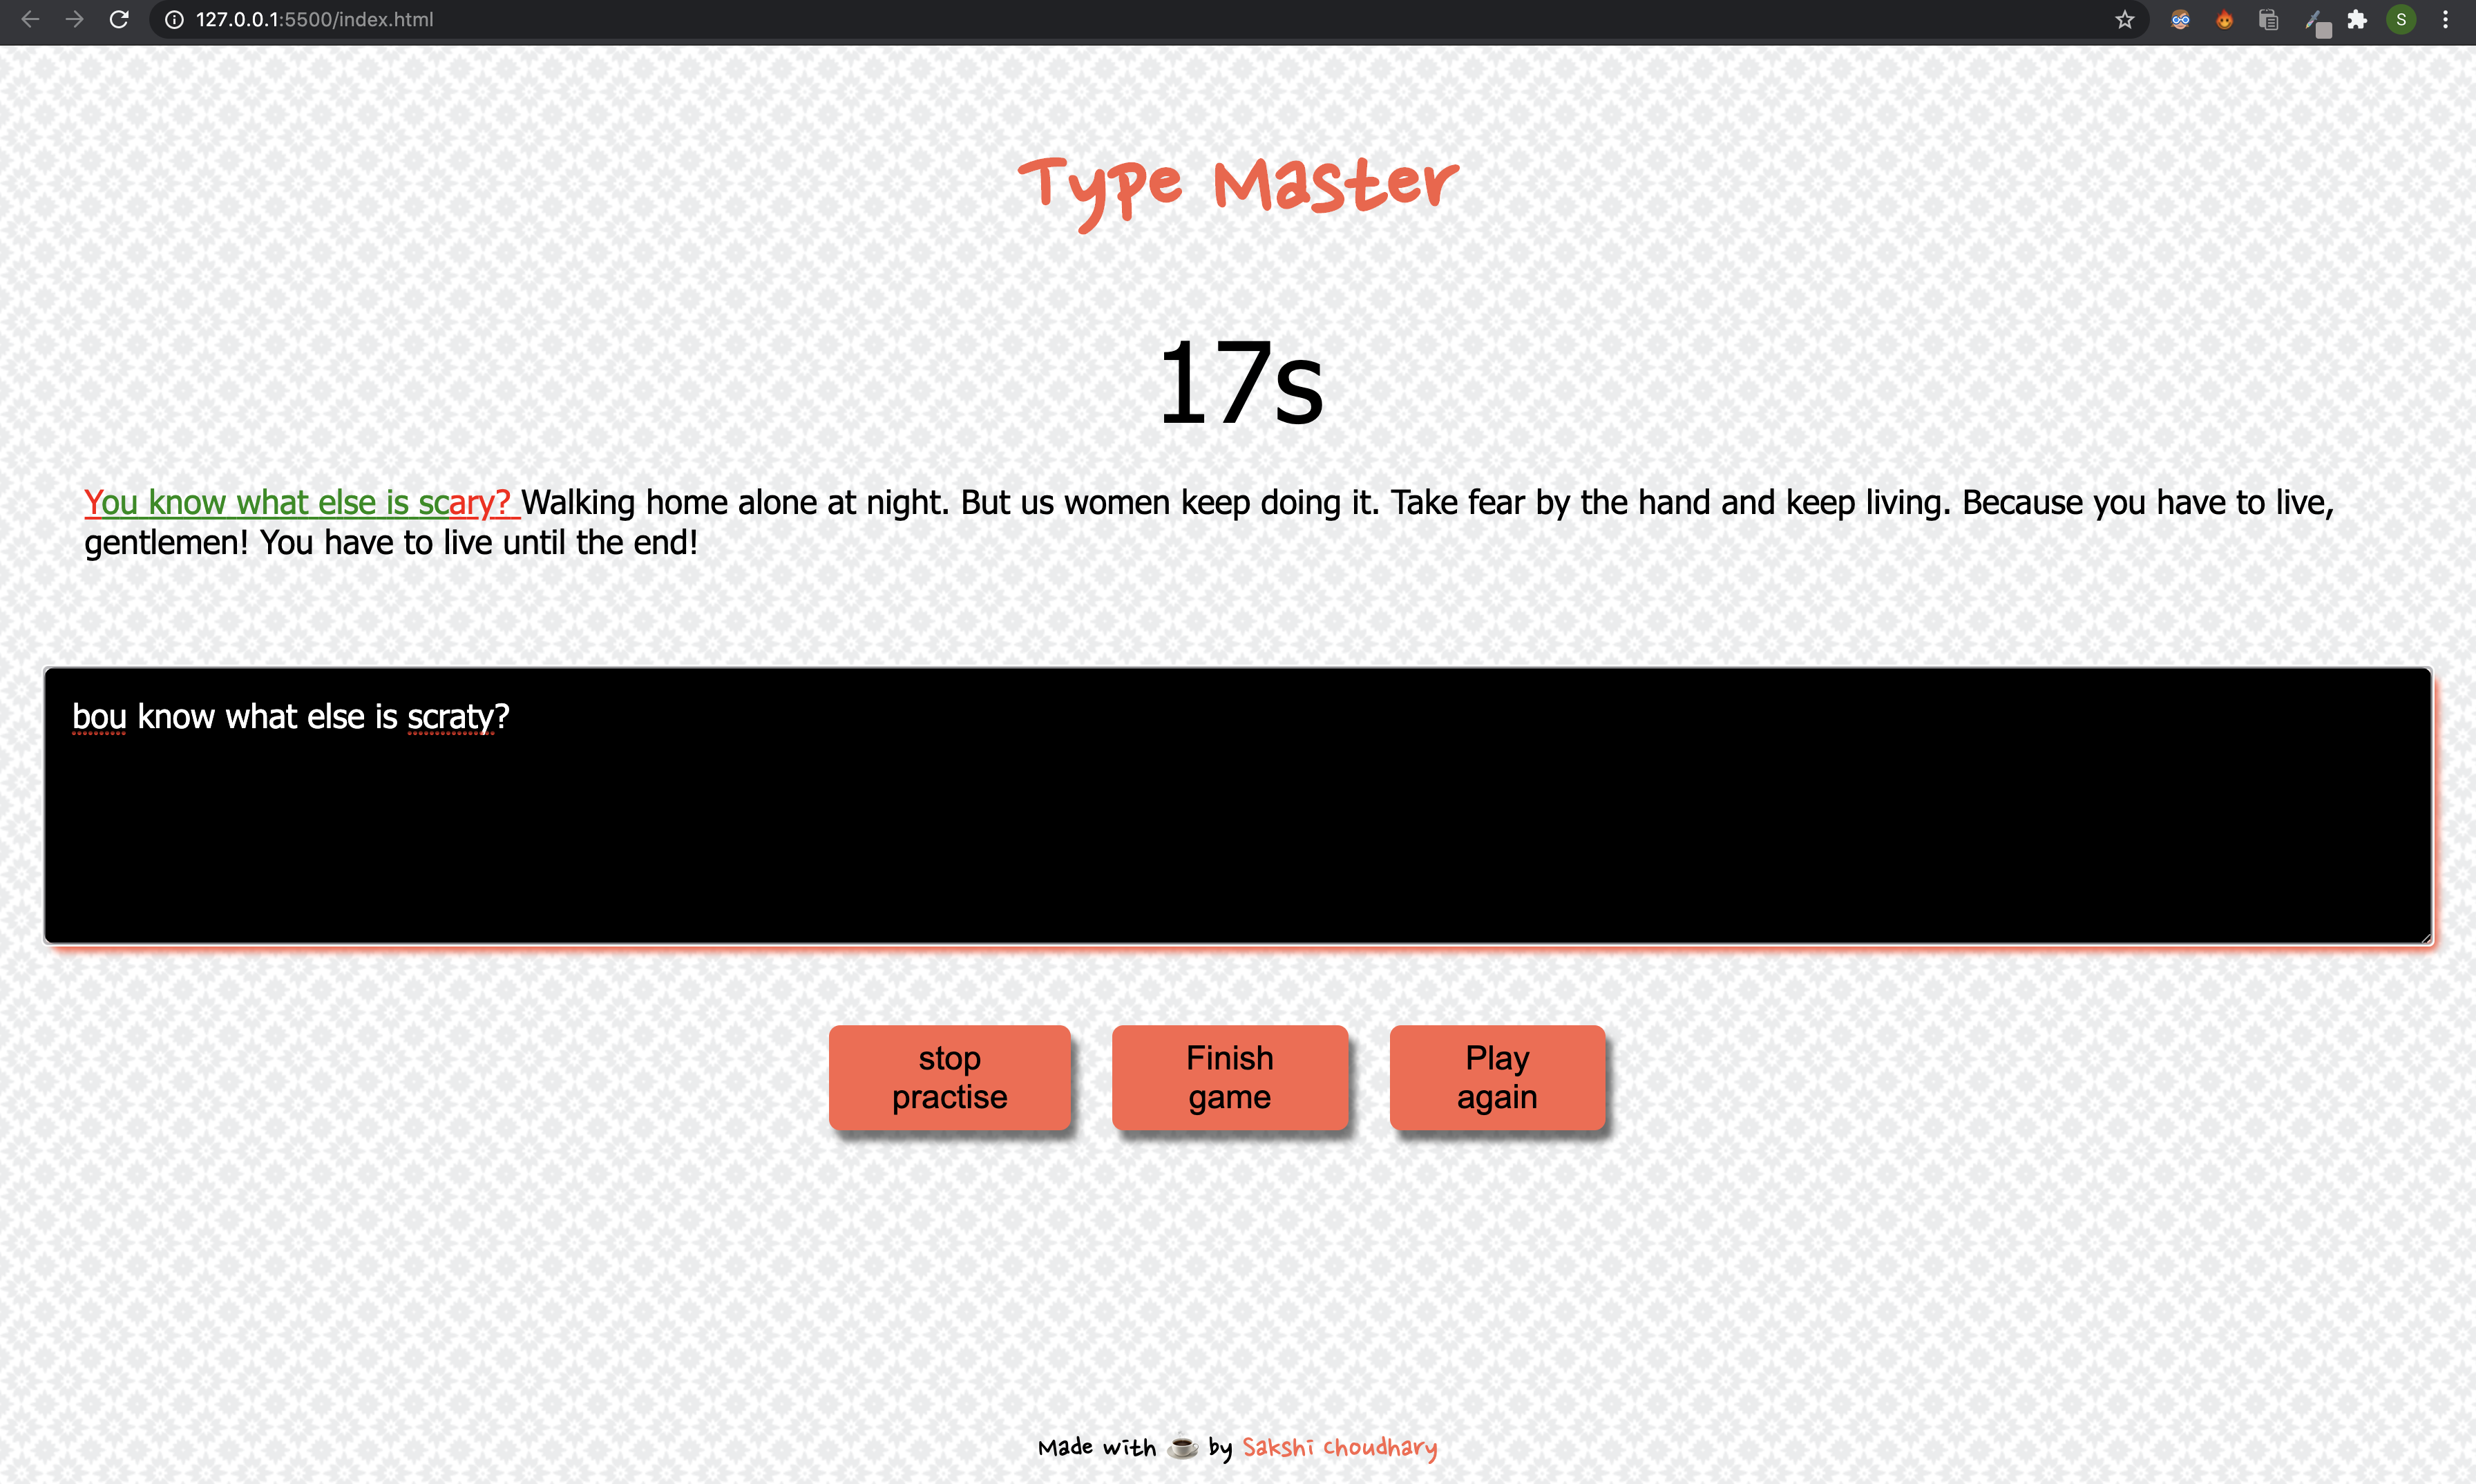 127.0.0.1:5500/index.html
S
Type Master
17s
You know what else is scary? Walking home alone at night. But us women keep doing it. Take fear by the hand and keep living. Because you have to live,
gentlemen! You have to live until the end!
bou know what else is scraty?
stop
practise
Finish
game
Play
again
Made with ☕ by Sakshi Choudhary